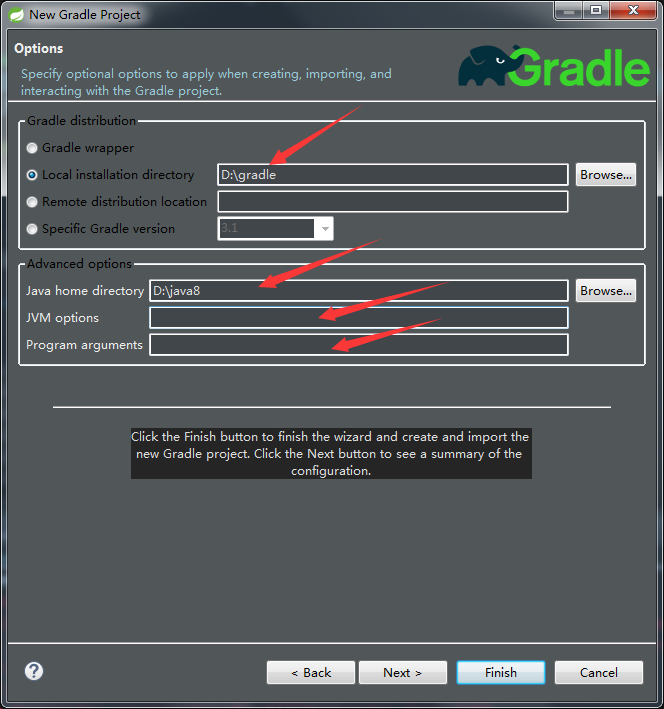 New Gradle Project
Options
Specify optional options to apply when creating, importing, and
interacting with the Gradle project.
Gradle
Gradle distribution
Gradle wrapper
Local installation directory
D:\gradle
Browse...
Remote distribution location
Specific Gradle version
3.1
Advanced options
Java home directory
D:\java8
Browse...
JVM options
Program arguments
Click the Finish button to finish the wizard and create and import the
new Gradle project. Click the Next button to see a summary of the
configuration.
?
< Back
Next >
Finish
Cancel